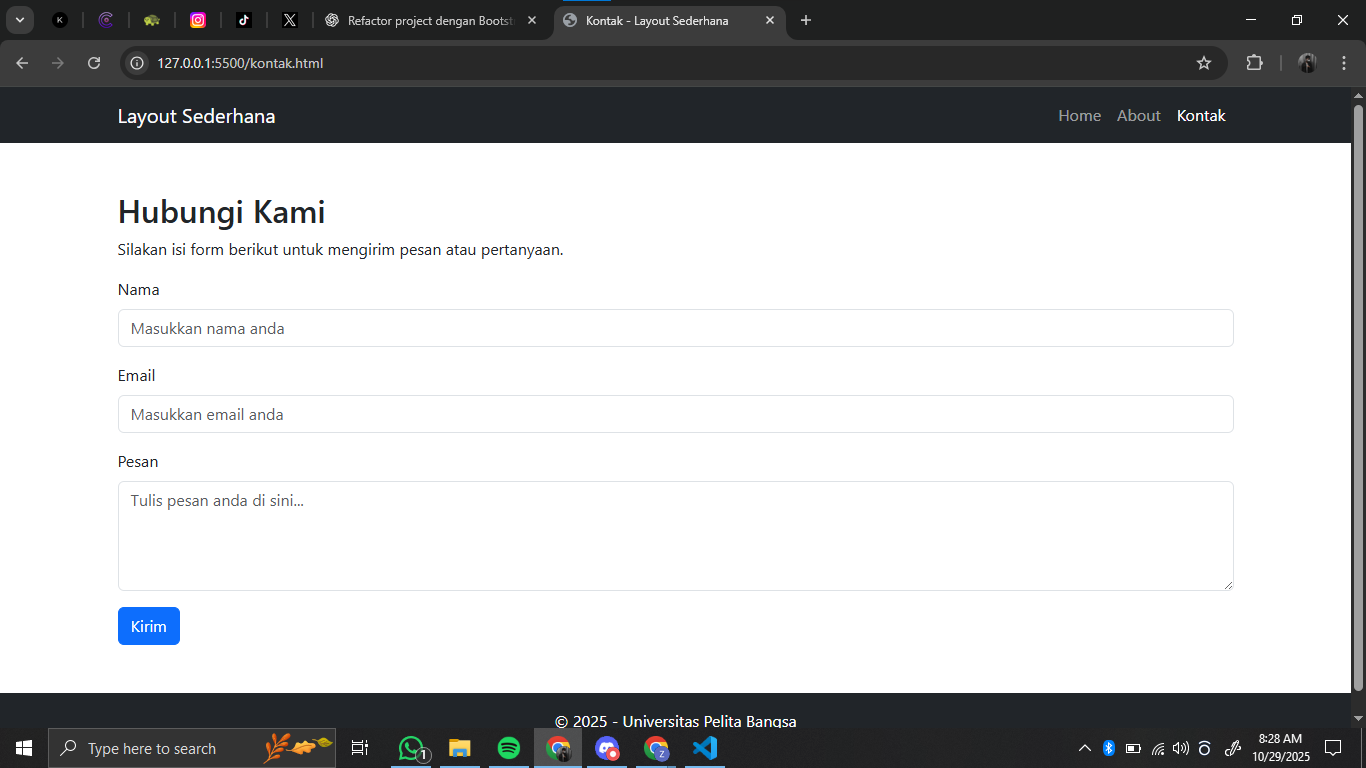 Refactor project dengan Bootst
Kontak - Layout Sederhana
127.0.0.1:5500/kontak.html
Layout Sederhana
Home About Kontak
Hubungi Kami
Silakan isi form berikut untuk mengirim pesan atau pertanyaan.
Nama
Masukkan nama anda
Email
Masukkan email anda
Pesan
Tulis pesan anda di sini...
Kirim
© 2025 - Universitas Pelita Bangsa
Type here to search
1
Z
8:28 AM
10/29/2025